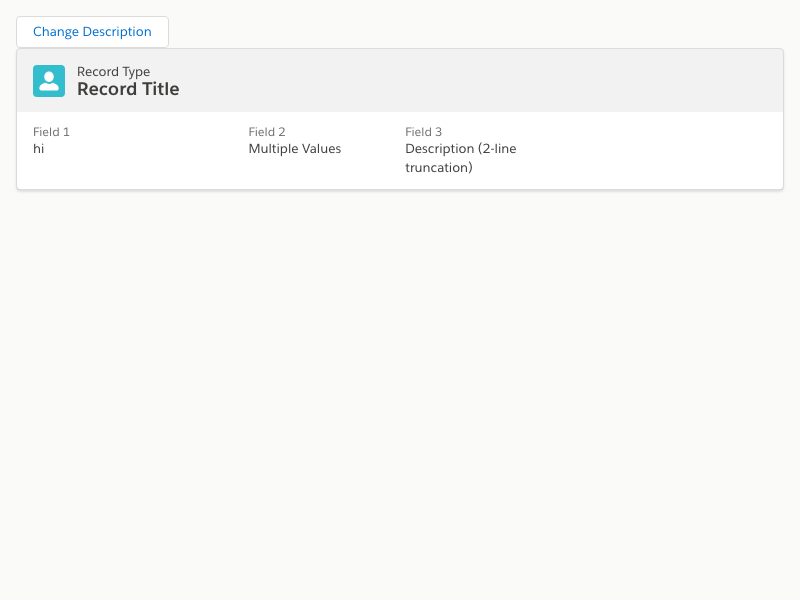 Change Description
Record Type
Record Title
Field 1
hi
Field 2
Multiple Values
Field 3
Description (2-line
truncation)